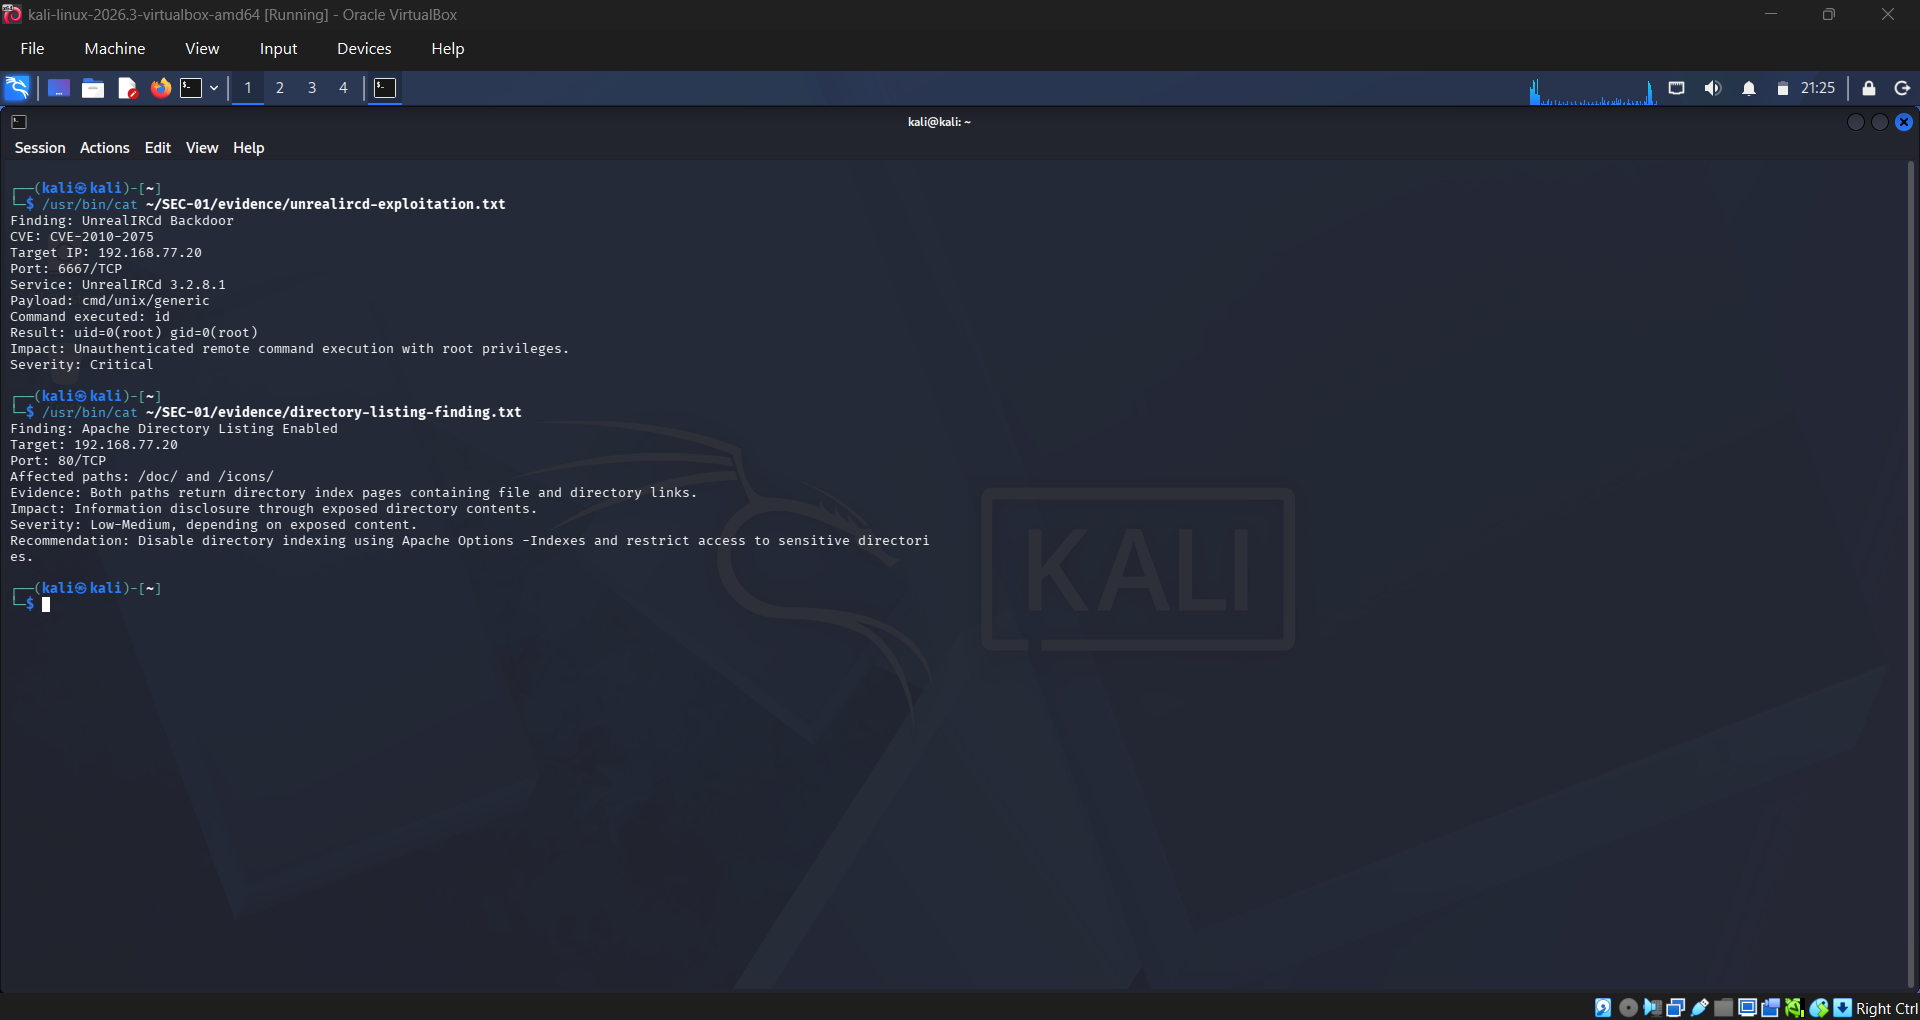 kali-linux-2026.3-virtualbox-amd64 [Running] - Oracle VirtualBox
File Machine View Input Devices Help
1 2 3 4 21:25
kali@kali: ~
Session Actions Edit View Help
┌──(kali㉿kali)-[~]
└─$ /usr/bin/cat ~/SEC-01/evidence/unrealircd-exploitation.txt
Finding: UnrealIRCd Backdoor
CVE: CVE-2010-2075
Target IP: 192.168.77.20
Port: 6667/TCP
Service: UnrealIRCd 3.2.8.1
Payload: cmd/unix/generic
Command executed: id
Result: uid=0(root) gid=0(root)
Impact: Unauthenticated remote command execution with root privileges.
Severity: Critical
┌──(kali㉿kali)-[~]
└─$ /usr/bin/cat ~/SEC-01/evidence/directory-listing-finding.txt
Finding: Apache Directory Listing Enabled
Target: 192.168.77.20
Port: 80/TCP
Affected paths: /doc/ and /icons/
Evidence: Both paths return directory index pages containing file and directory links.
Impact: Information disclosure through exposed directory contents.
Severity: Low-Medium, depending on exposed content.
Recommendation: Disable directory indexing using Apache Options -Indexes and restrict access to sensitive directori
es.
┌──(kali㉿kali)-[~]
└─$
KALI
Right Ctrl